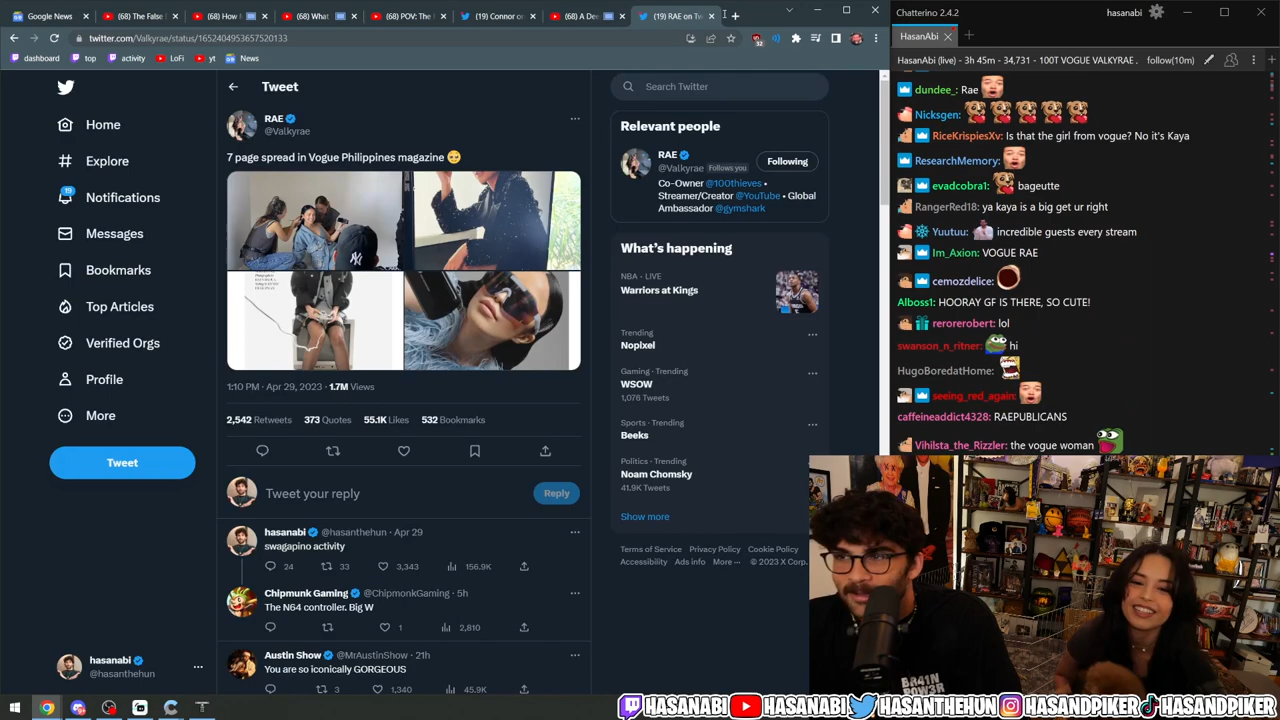 (68) The False
(68) How
(68) What
(68) POV: The
(19) Connor on
(68) A Dee
(19) RAE on Tw
Google News
twitter.com/Valkyrae/status/1652404953657520133
32
dashboard
top
activity
LoFi
yt
News
Tweet
Home
Explore
19
Notifications
Messages
Bookmarks
Top Articles
Verified Orgs
Profile
More
Tweet
hasanabi
@hasanthehun
RAE
@Valkyrae
7 page spread in Vogue Philippines magazine
1:10 PM · Apr 29, 2023 · 1.7M Views
2,542 Retweets 373 Quotes 55.1K Likes 532 Bookmarks
Tweet your reply
Reply
hasanabi @hasanthehun · Apr 29
swagapino activity
24 33 3,343 156.9K
Chipmunk Gaming @ChipmonkGaming · 5h
The N64 controller. Big W
1 2,810
Austin Show @MrAustinShow · 21h
You are so iconically GORGEOUS
3 1,340 45.9K
Search Twitter
Relevant people
RAE
@Valkyrae Follows you
Following
Co-Owner @100thieves •
Streamer/Creator @YouTube • Global
Ambassador @gymshark
What's happening
NBA · LIVE
Warriors at Kings
Trending
Nopixel
Gaming · Trending
WSOW
1,076 Tweets
Sports · Trending
Beeks
Politics · Trending
Noam Chomsky
41.9K Tweets
Show more
Terms of Service Privacy Policy Cookie Policy
Accessibility Ads info More ··· © 2023 X Corp.
Chatterino 2.4.2
hasanabi
HasanAbi
HasanAbi (live) - 3h 45m - 34,731 - 100T VOGUE VALKYRAE . follow(10m)
dundee_: Rae
Nicksgen:
RiceKrispiesXv: Is that the girl from vogue? No it's Kaya
ResearchMemory:
evadcobra1: bageutte
RangerRed18: ya kaya is a big get ur right
Yuutuu: incredible guests every stream
Im_Axion: VOGUE RAE
cemozdelice:
Alboss1: HOORAY GF IS THERE, SO CUTE!
rerorerobert: lol
swanson_n_ritner: hi
HugoBoredatHome:
seeing_red_again:
caffeineaddict4328: RAEPUBLICANS
Vihilsta_the_Rizzler: the vogue woman
BR41N
POW3R
HASANABI HASANABI HASANTHEHUN HASANDPIKER HASANDPIKER